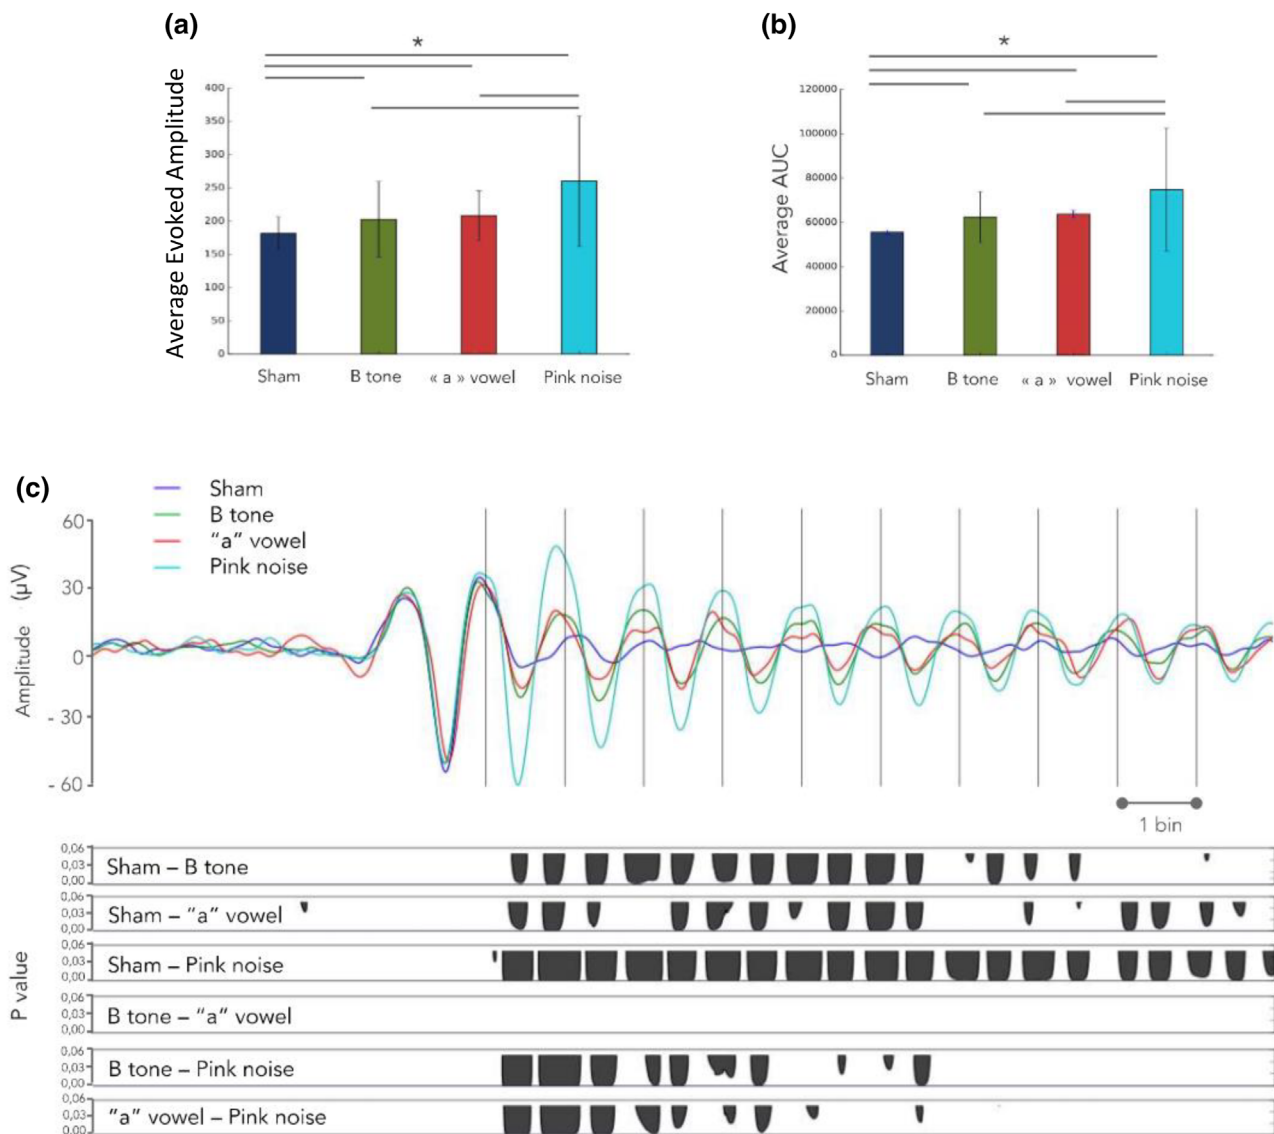 (a)
*
Average Evoked Amplitude
400
350
300
250
200
150
100
50
0
Sham B tone « a » vowel Pink noise
(b)
*
Average AUC
120000
100000
80000
60000
40000
20000
0
Sham B tone « a » vowel Pink noise
(c)
Sham
B tone
"a" vowel
Pink noise
Amplitude (µV)
60
30
0
- 30
- 60
1 bin
P value
0,06
0,03
0,00
Sham – B tone
0,06
0,03
0,00
Sham – "a" vowel
0,06
0,03
0,00
Sham – Pink noise
0,06
0,03
0,00
B tone – "a" vowel
0,06
0,03
0,00
B tone – Pink noise
0,06
0,03
0,00
"a" vowel – Pink noise